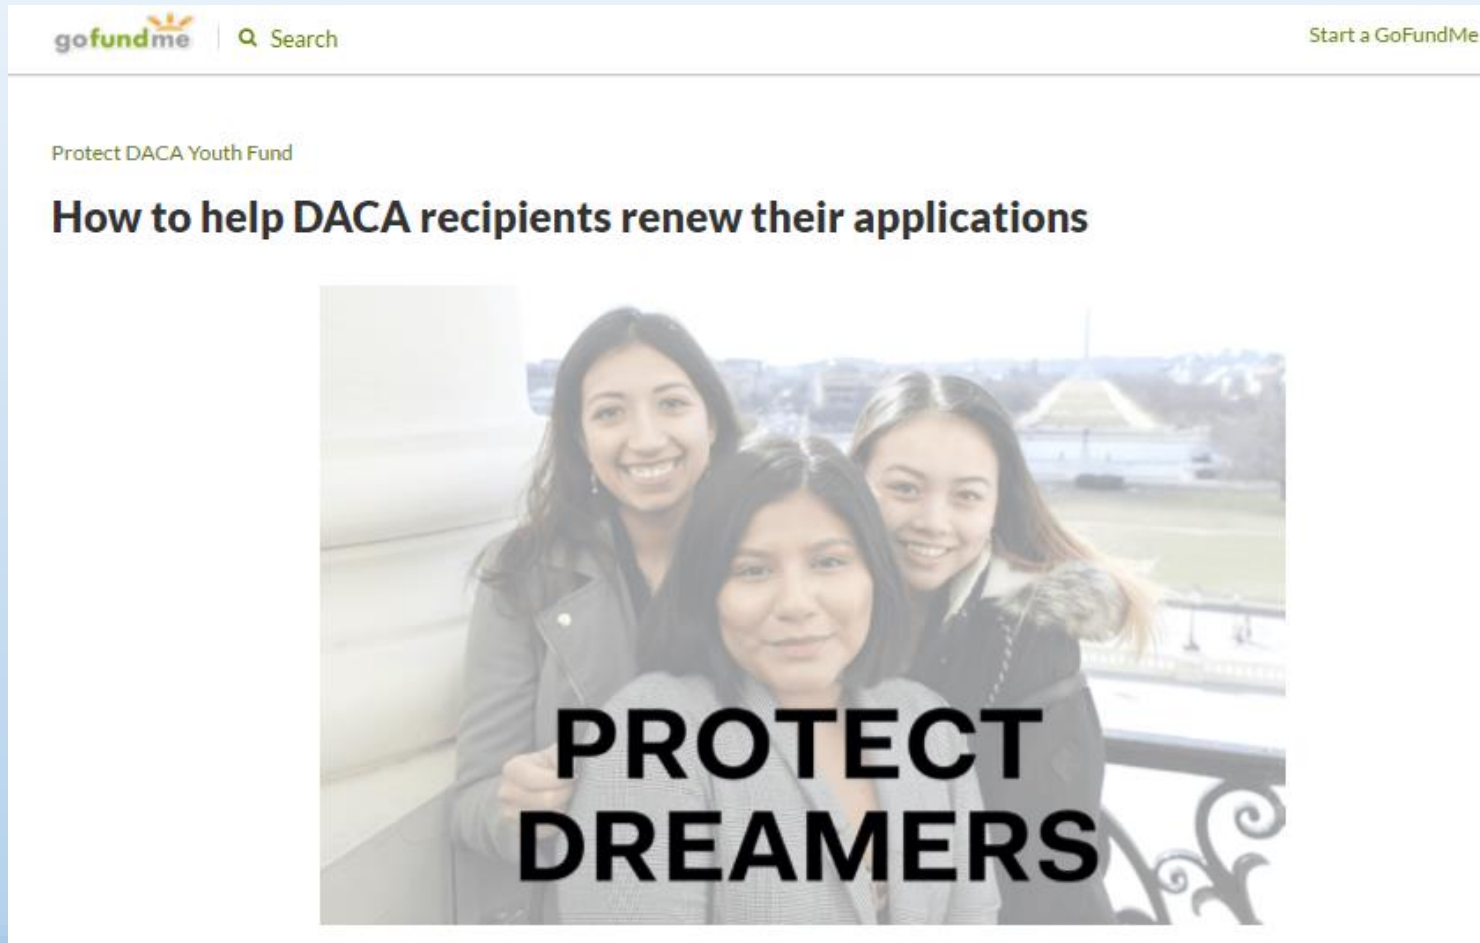 gofundme
Search
Start a GoFundMe
Protect DACA Youth Fund
How to help DACA recipients renew their applications
PROTECT
DREAMERS